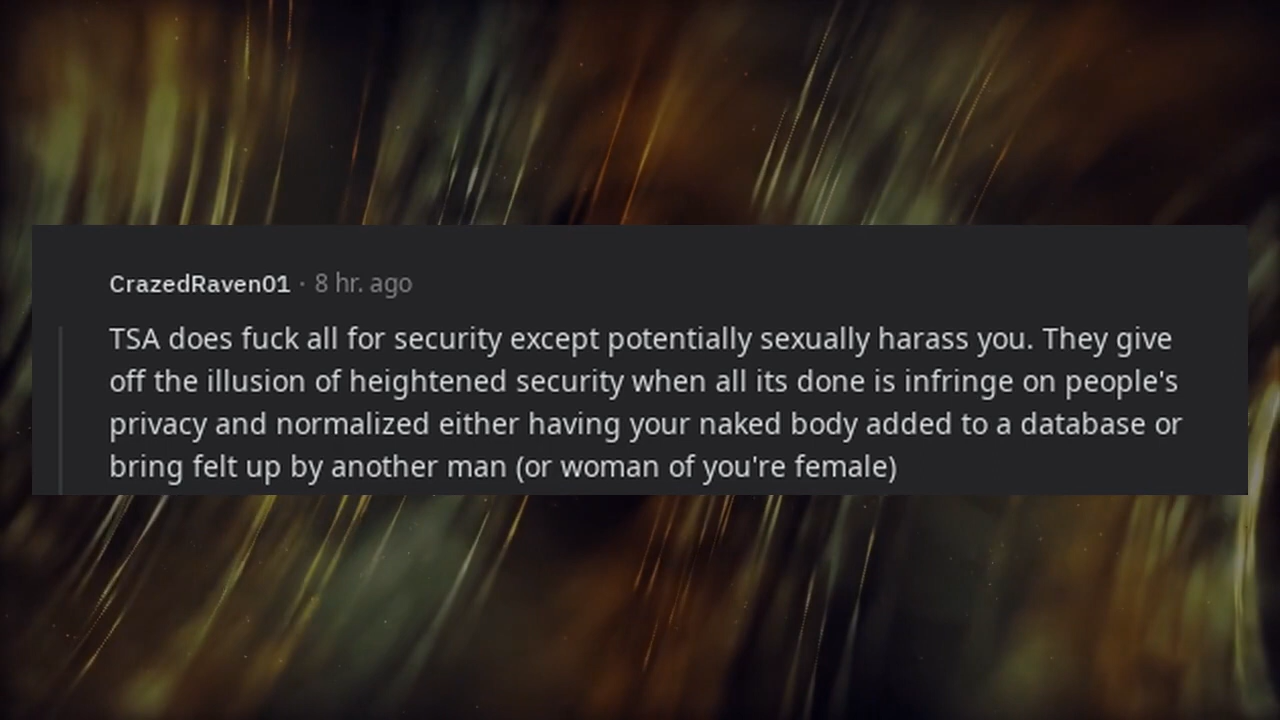 CrazedRaven01 · 8 hr. ago
TSA does fuck all for security except potentially sexually harass you. They give
off the illusion of heightened security when all its done is infringe on people's
privacy and normalized either having your naked body added to a database or
bring felt up by another man (or woman of you're female)